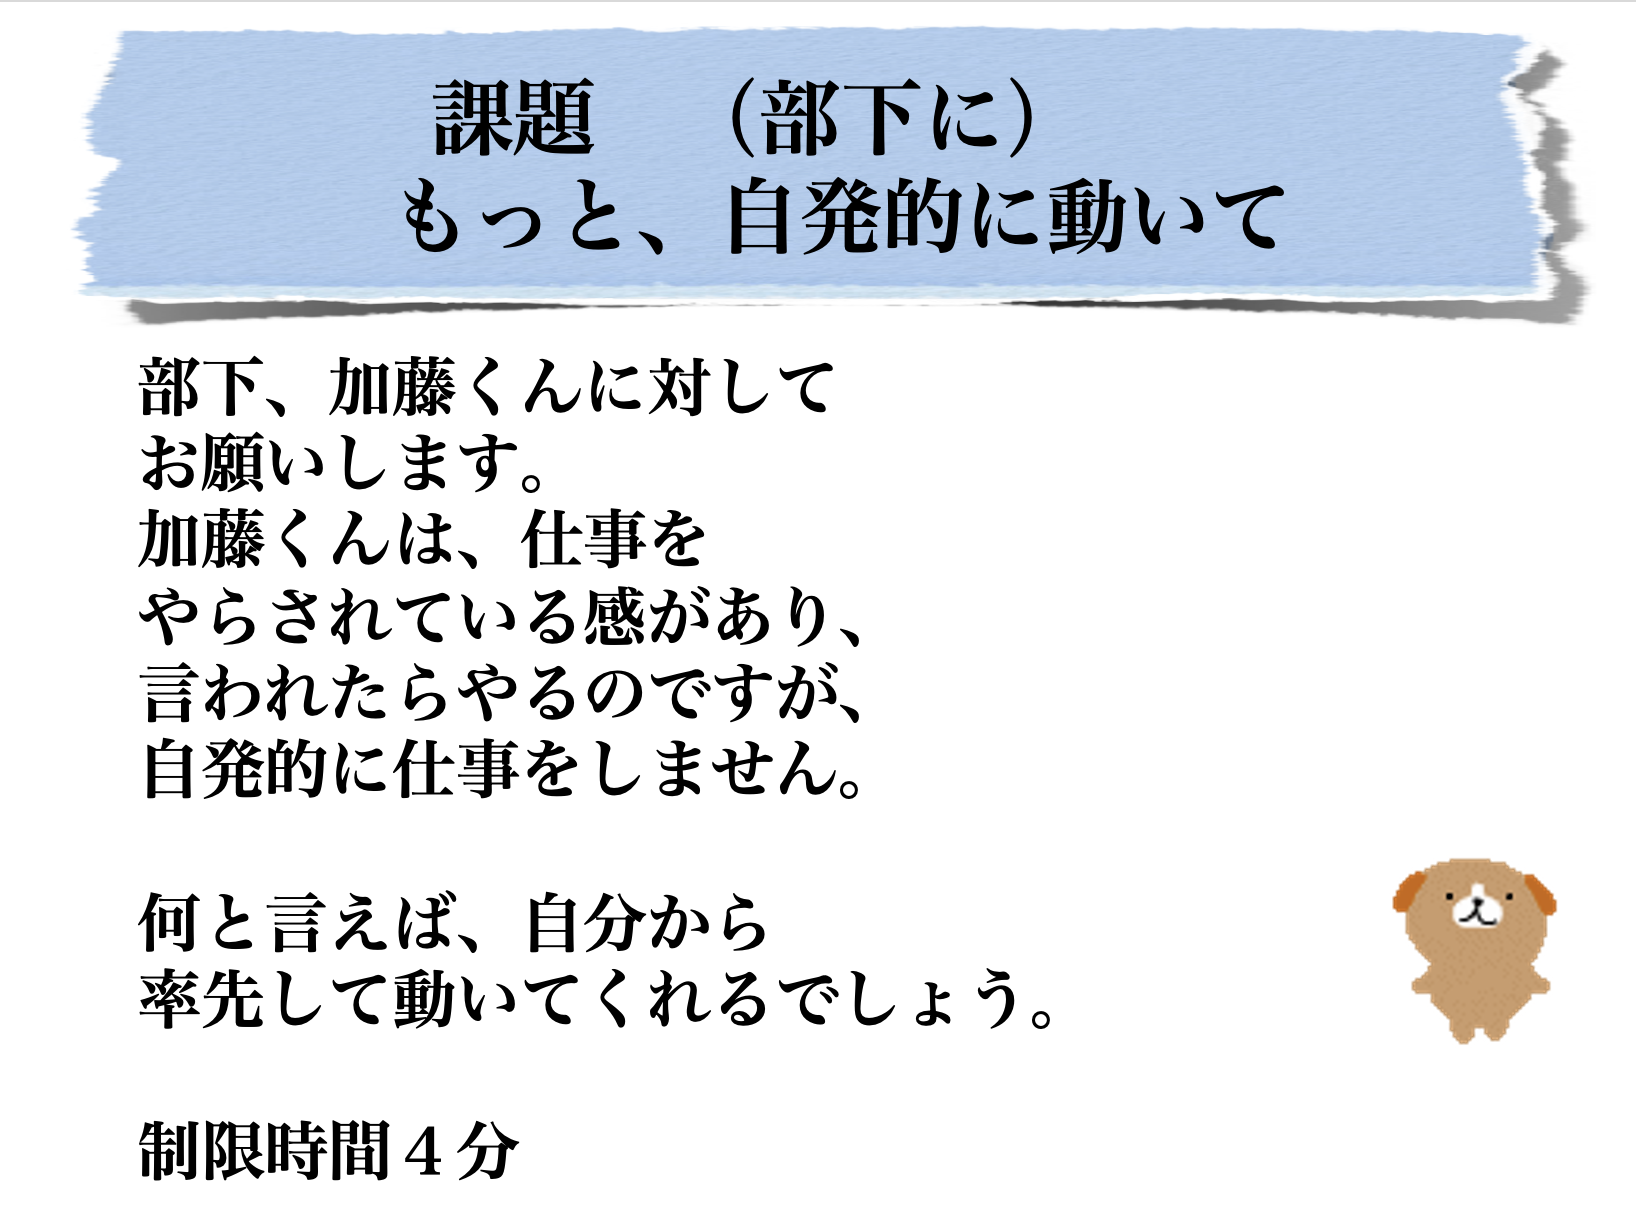 課題　（部下に）
もっと、自発的に動いて
部下、加藤くんに対して
お願いします。
加藤くんは、仕事を
やらされている感があり、
言われたらやるのですが、
自発的に仕事をしません。
何と言えば、自分から
率先して動いてくれるでしょう。
制限時間４分